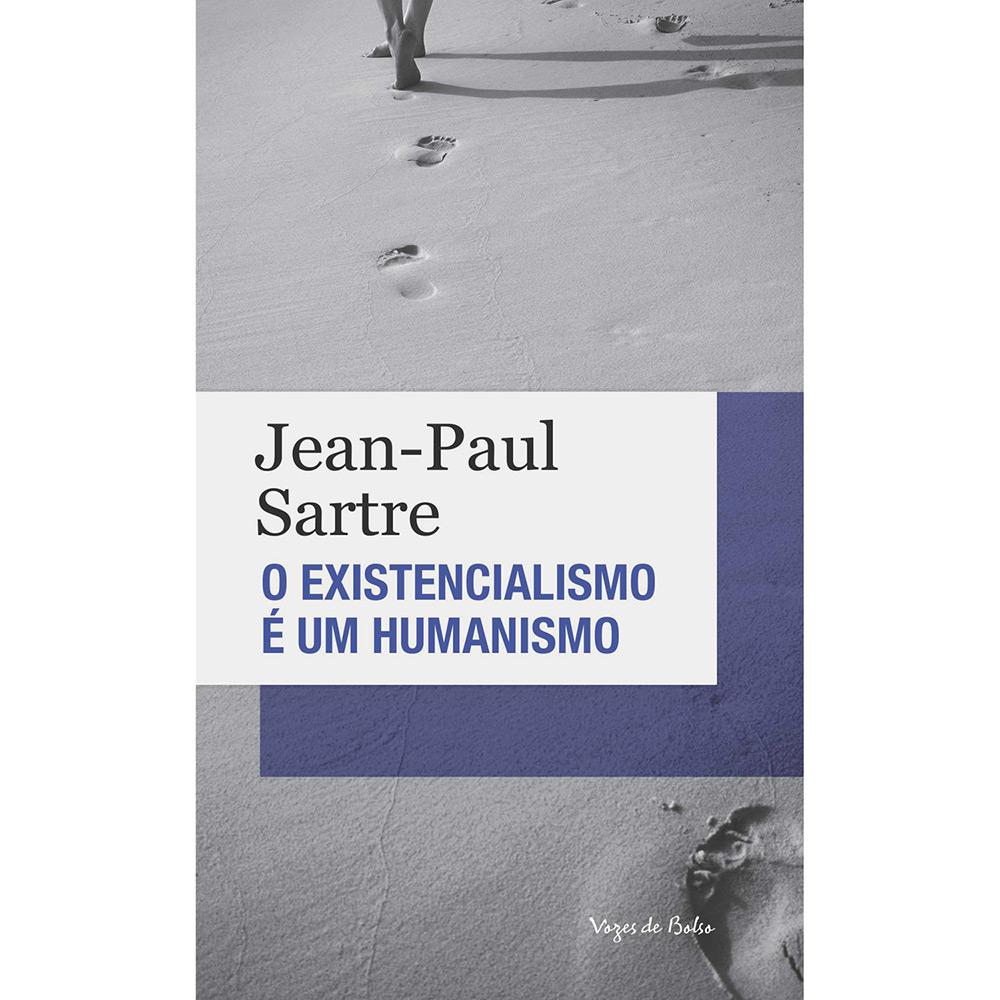 Jean-Paul
Sartre
O EXISTENCIALISMO
É UM HUMANISMO
Vozes de Bolso